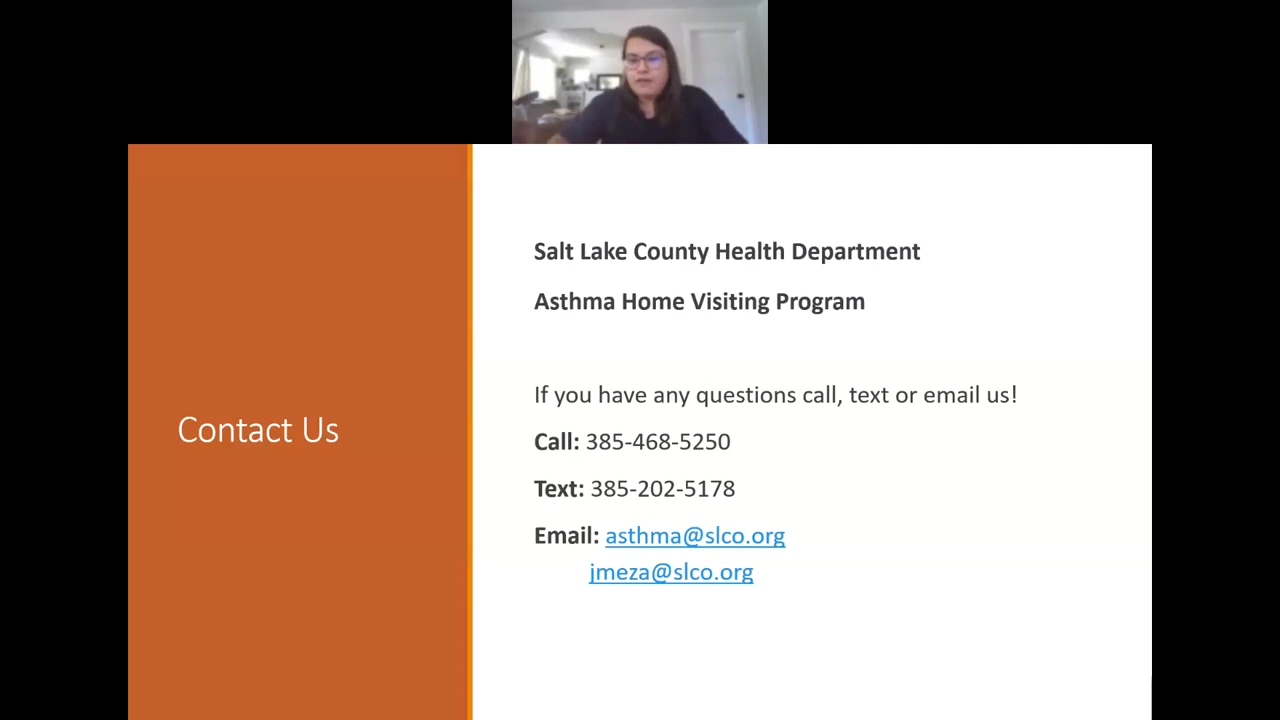 Salt Lake County Health Department
Asthma Home Visiting Program
Contact Us
If you have any questions call, text or email us!
Call: 385-468-5250
Text: 385-202-5178
Email: asthma@slco.org
jmeza@slco.org